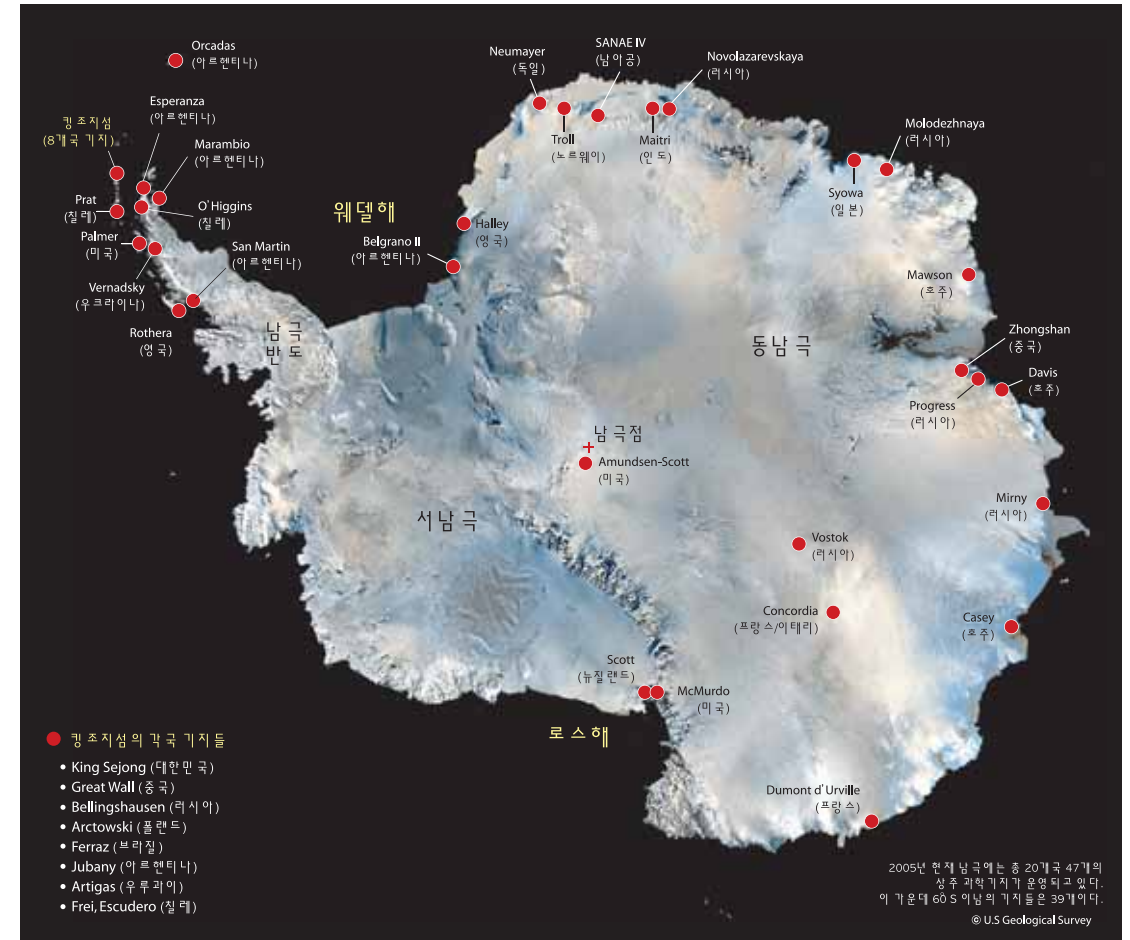 Orcadas
(아르헨티나)
Esperanza
(아르헨티나)
킹조지섬
(8개국 기지)
Marambio
(아르헨티나)
Prat
(칠레)
O'Higgins
(칠레)
Palmer
(미국)
San Martin
(아르헨티나)
Vernadsky
(우크라이나)
Rothera
(영국)
남극
반도
웨델해
Neumayer
(독일)
SANAE IV
(남아공)
Novolazarevskaya
(러시아)
Troll
(노르웨이)
Maitri
(인도)
Molodezhnaya
(러시아)
Syowa
(일본)
Halley
(영국)
Belgrano II
(아르헨티나)
Mawson
(호주)
동남극
Zhongshan
(중국)
Davis
(호주)
Progress
(러시아)
남극점
Amundsen-Scott
(미국)
서남극
Mirny
(러시아)
Vostok
(러시아)
Concordia
(프랑스/이태리)
Casey
(호주)
Scott
(뉴질랜드)
McMurdo
(미국)
로스해
Dumont d'Urville
(프랑스)
킹조지섬의 각국 기지들
• King Sejong (대한민국)
• Great Wall (중국)
• Bellingshausen (러시아)
• Arctowski (폴랜드)
• Ferraz (브라질)
• Jubany (아르헨티나)
• Artigas (우루과이)
• Frei, Escudero (칠레)
2005년 현재 남극에는 총 20개국 47개의
상주 과학기지가 운영되고 있다.
이 가운데 60°S 이남의 기지들은 39개이다.
© U.S Geological Survey